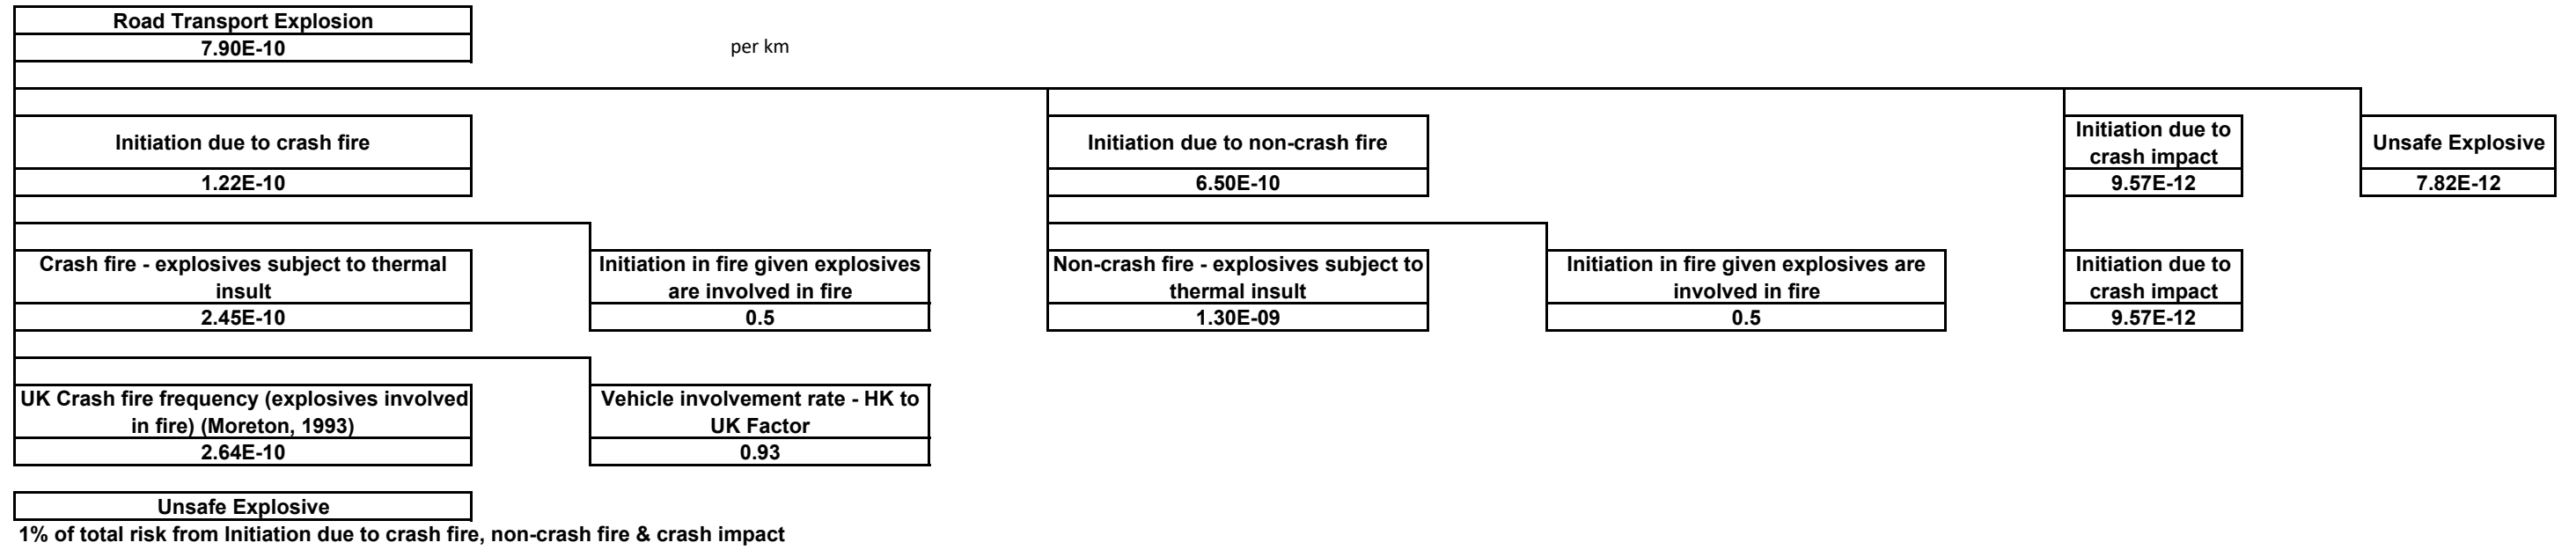 Road Transport Explosion
7.90E-10
per km
Initiation due to crash fire
1.22E-10
Initiation due to non-crash fire
6.50E-10
Initiation due to
crash impact
9.57E-12
Unsafe Explosive
7.82E-12
Crash fire - explosives subject to thermal
insult
2.45E-10
Initiation in fire given explosives
are involved in fire
0.5
Non-crash fire - explosives subject to
thermal insult
1.30E-09
Initiation in fire given explosives are
involved in fire
0.5
Initiation due to
crash impact
9.57E-12
UK Crash fire frequency (explosives involved
in fire) (Moreton, 1993)
2.64E-10
Vehicle involvement rate - HK to
UK Factor
0.93
Unsafe Explosive
1% of total risk from Initiation due to crash fire, non-crash fire & crash impact